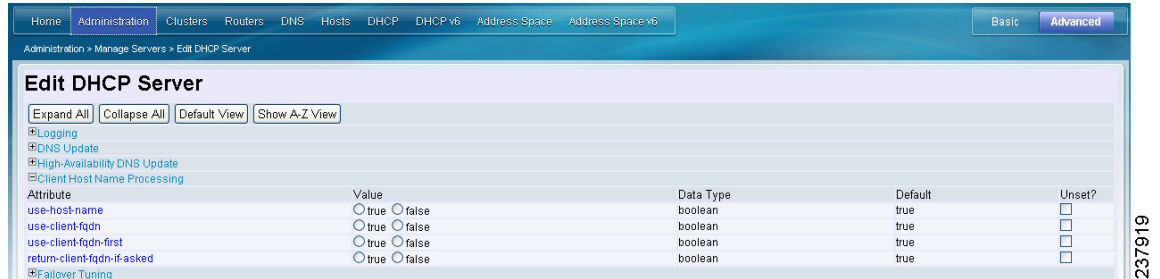 Home Administration Clusters Routers DNS Hosts DHCP DHCP v6 Address Space Address Space v6 Basic Advanced
Administration > Manage Servers > Edit DHCP Server
Edit DHCP Server
Expand All Collapse All Default View Show A-Z View
Logging
DNS Update
High-Availability DNS Update
Client Host Name Processing
Attribute Value Data Type Default Unset?
use-host-name true false boolean true
use-client-fqdn true false boolean true
use-client-fqdn-first true false boolean true
return-client-fqdn-if-asked true false boolean true
Failover Tuning
237919